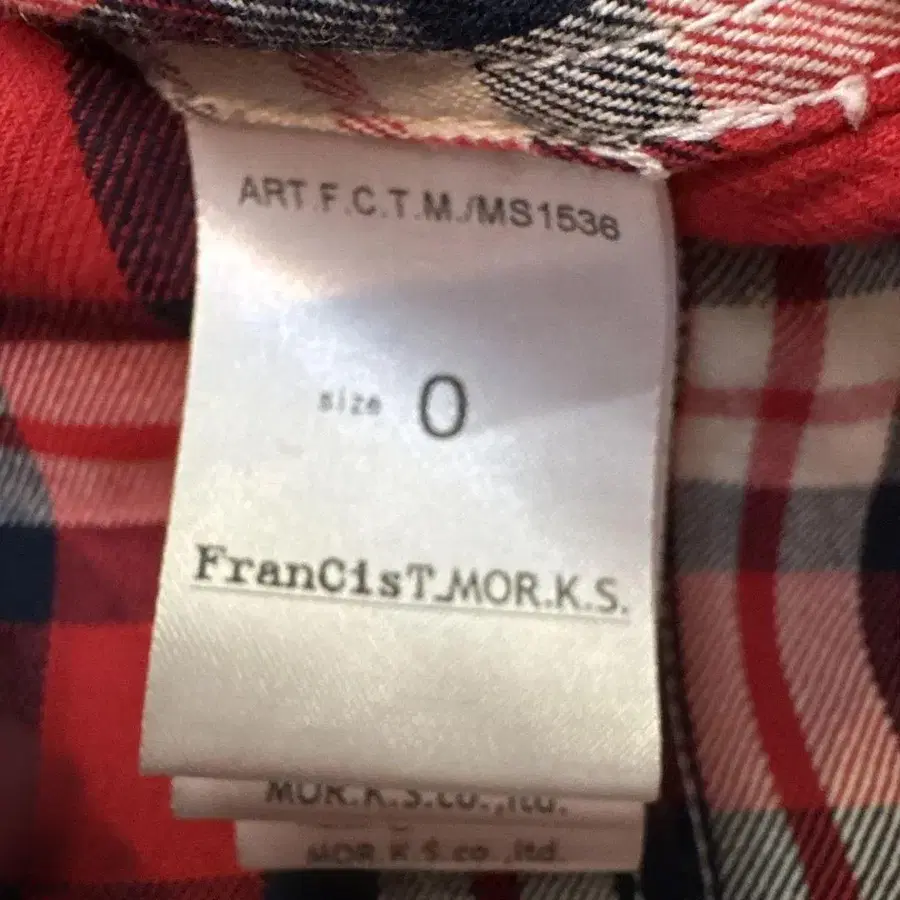 ART F.C.T.M./MS1536
size 0
FranCisT_MOR.K.S.
MOR.K.S.co.,ltd.
MOR.K.S.co.,ltd.